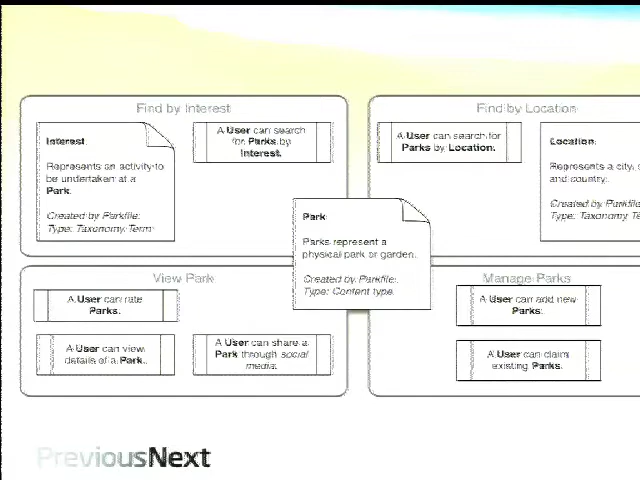 Find by Interest
Interest.
Represents an activity to
be undertaken at a
Park.
Created by Parkfile.
Type: Taxonomy Term
A User can search
for Parks by
Interest.
Find by Location
A User can search for
Parks by Location.
Location.
Represents a city,
and country.
Created by Parkfile
Type: Taxonomy Te
Park
Parks represent a
physical park or garden.
Created by Parkfile.
Type: Content type.
View Park
A User can rate
Parks.
A User can view
details of a Park.
A User can share a
Park through social
media.
Manage Parks
A User can add new
Parks.
A User can claim
existing Parks.
PreviousNext